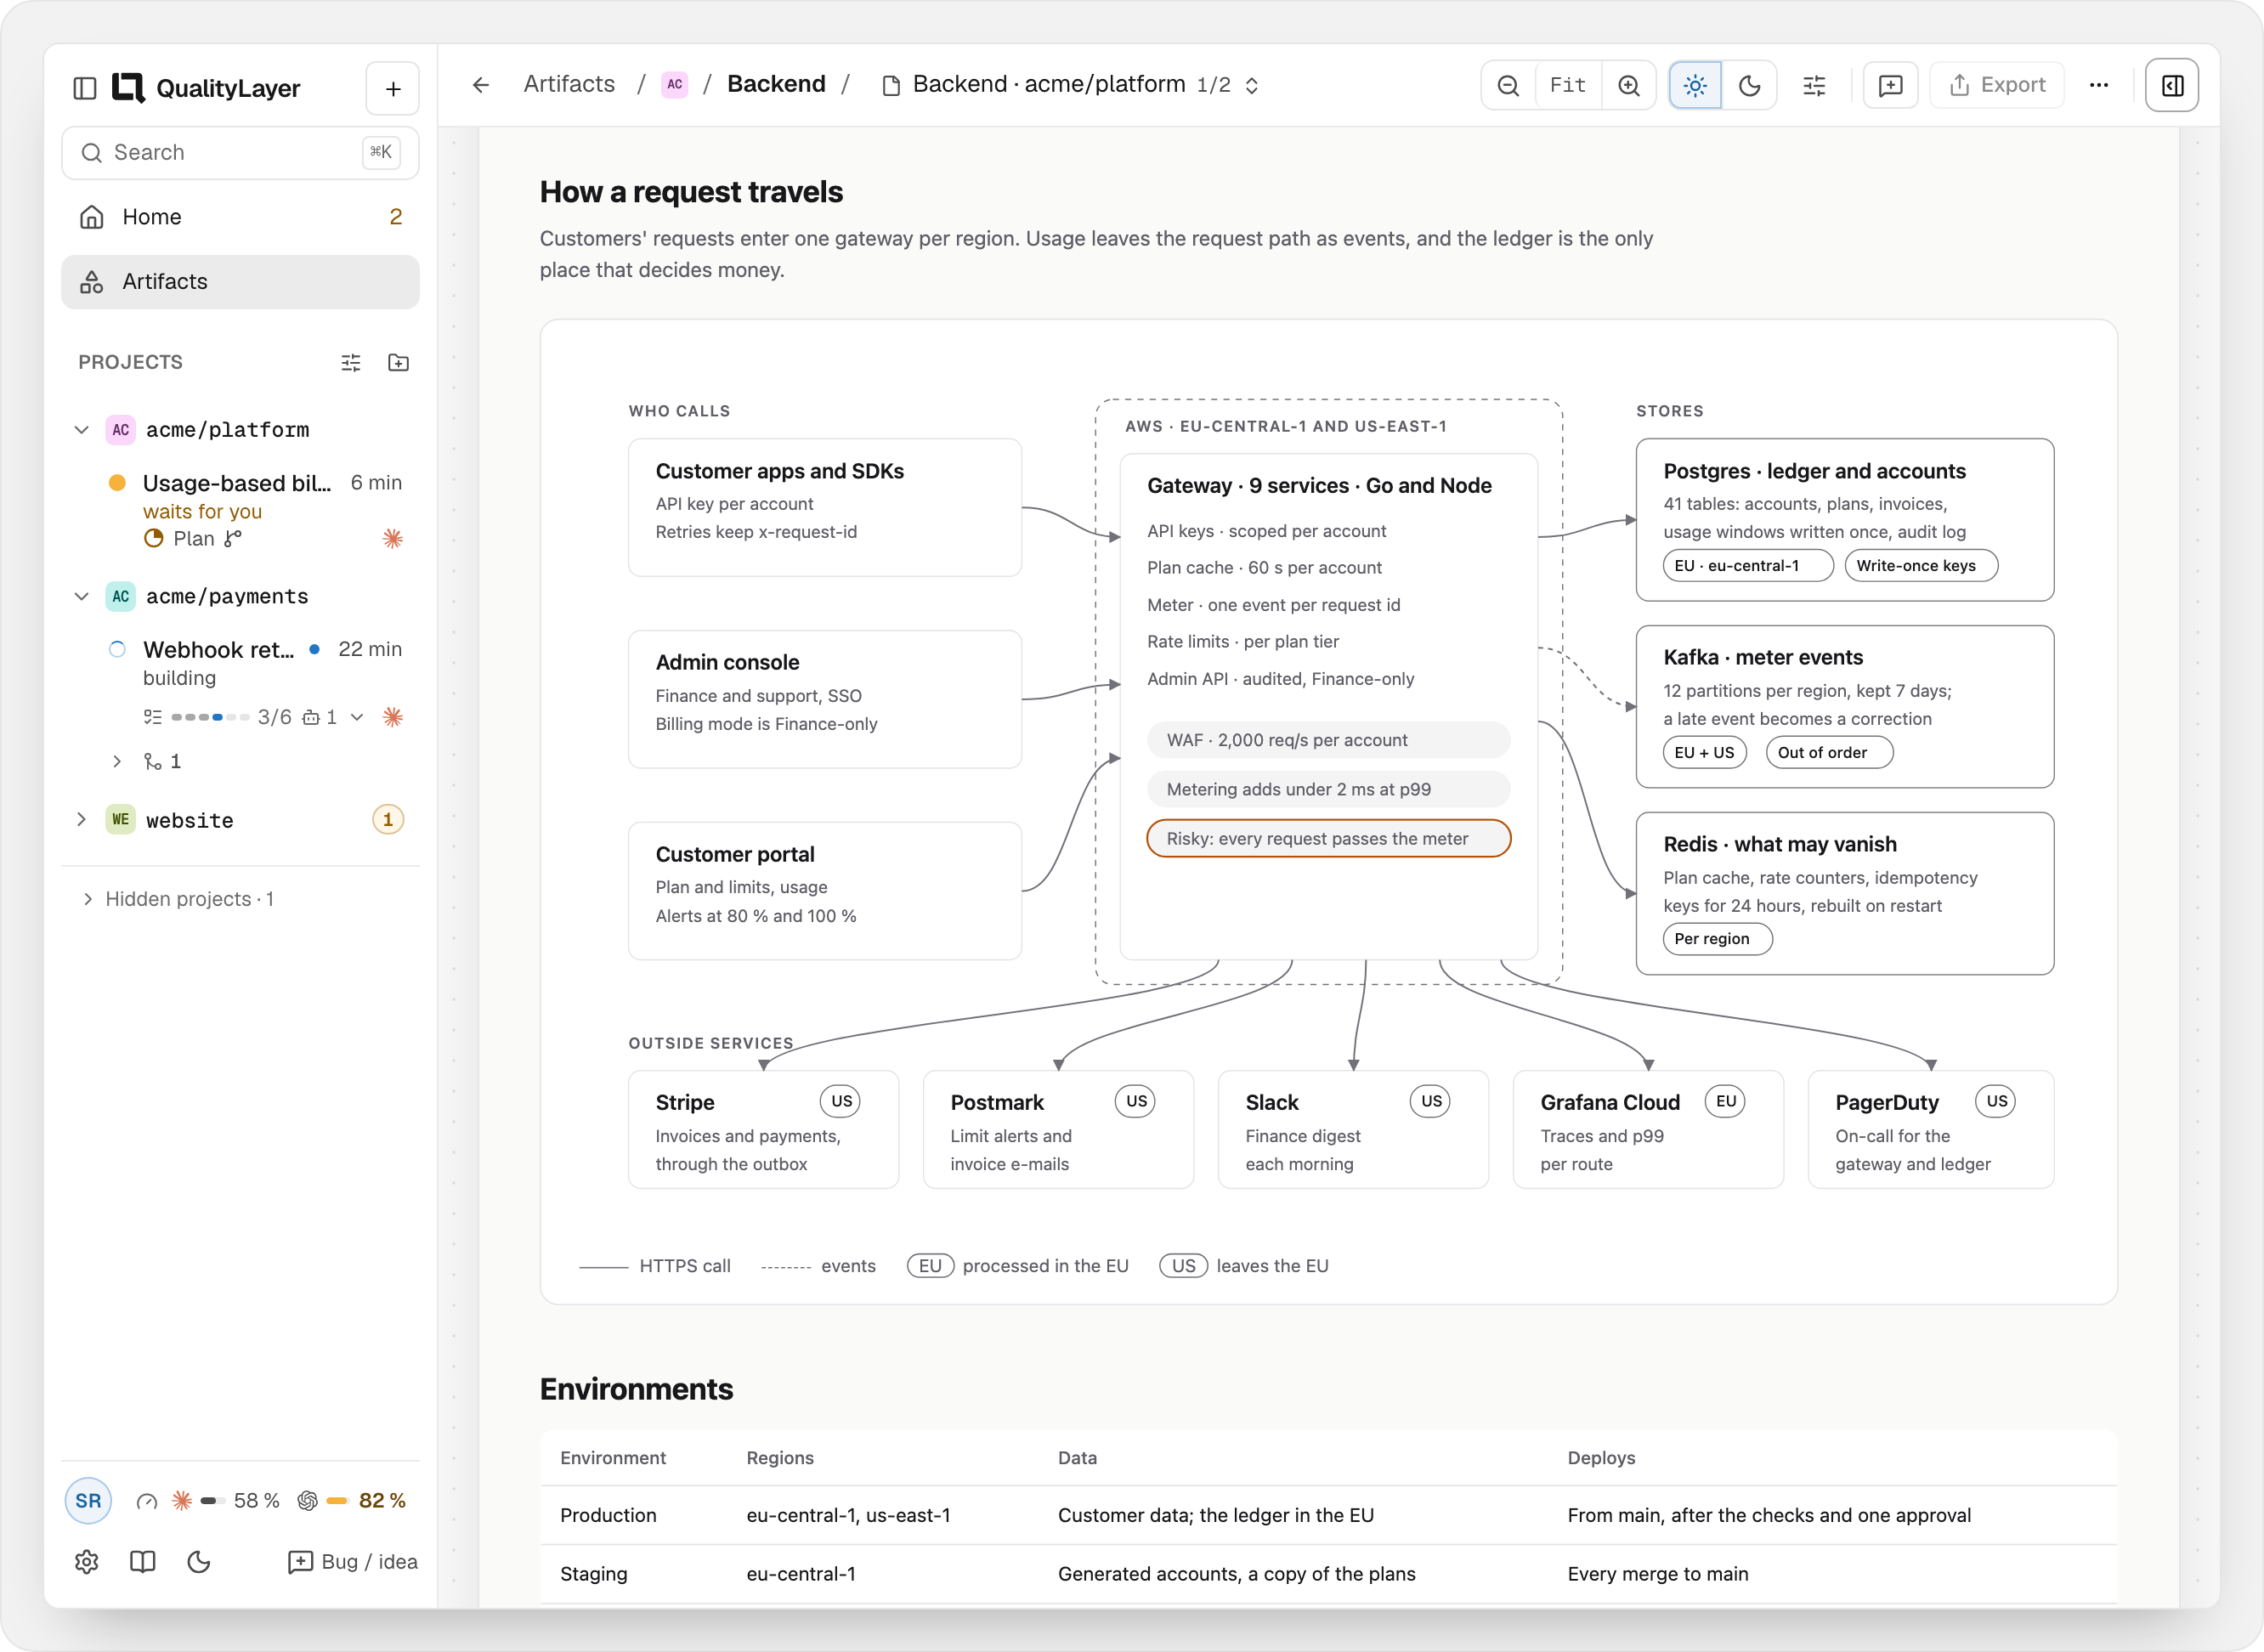 QualityLayer
Search
⌘K
Home
2
Artifacts
PROJECTS
AC
acme/platform
Usage-based bil...
6 min
waits for you
Plan
AC
acme/payments
Webhook ret...
22 min
building
3/6
1
1
WE
website
1
Hidden projects · 1
SR
58 %
82 %
Bug / idea
Artifacts / AC / Backend / Backend · acme/platform 1/2
Fit
Export
How a request travels
Customers' requests enter one gateway per region. Usage leaves the request path as events, and the ledger is the only
place that decides money.
WHO CALLS
Customer apps and SDKs
API key per account
Retries keep x-request-id
Admin console
Finance and support, SSO
Billing mode is Finance-only
Customer portal
Plan and limits, usage
Alerts at 80 % and 100 %
AWS · EU-CENTRAL-1 AND US-EAST-1
Gateway · 9 services · Go and Node
API keys · scoped per account
Plan cache · 60 s per account
Meter · one event per request id
Rate limits · per plan tier
Admin API · audited, Finance-only
WAF · 2,000 req/s per account
Metering adds under 2 ms at p99
Risky: every request passes the meter
STORES
Postgres · ledger and accounts
41 tables: accounts, plans, invoices,
usage windows written once, audit log
EU · eu-central-1
Write-once keys
Kafka · meter events
12 partitions per region, kept 7 days;
a late event becomes a correction
EU + US
Out of order
Redis · what may vanish
Plan cache, rate counters, idempotency
keys for 24 hours, rebuilt on restart
Per region
OUTSIDE SERVICES
Stripe
US
Invoices and payments,
through the outbox
Postmark
US
Limit alerts and
invoice e-mails
Slack
US
Finance digest
each morning
Grafana Cloud
EU
Traces and p99
per route
PagerDuty
US
On-call for the
gateway and ledger
HTTPS call
events
EU
processed in the EU
US
leaves the EU
Environments
Environment
Regions
Data
Deploys
Production
eu-central-1, us-east-1
Customer data; the ledger in the EU
From main, after the checks and one approval
Staging
eu-central-1
Generated accounts, a copy of the plans
Every merge to main